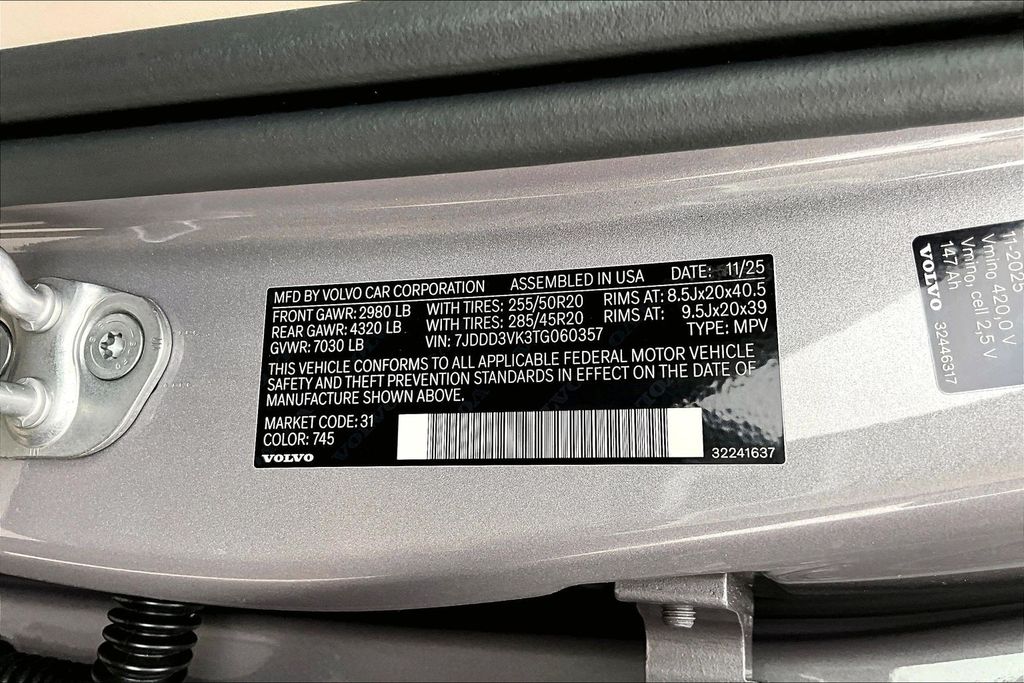 MFD BY VOLVO CAR CORPORATION ASSEMBLED IN USA DATE: 11/25
FRONT GAWR: 2980 LB WITH TIRES: 255/50R20 RIMS AT: 8.5Jx20x40.5
REAR GAWR: 4320 LB WITH TIRES: 285/45R20 RIMS AT: 9.5Jx20x39
GVWR: 7030 LB VIN: 7JDDD3VK3TG060357 TYPE: MPV
THIS VEHICLE CONFORMS TO ALL APPLICABLE FEDERAL MOTOR VEHICLE
SAFETY AND THEFT PREVENTION STANDARDS IN EFFECT ON THE DATE OF
MANUFACTURE SHOWN ABOVE.
MARKET CODE: 31
COLOR: 745
VOLVO 32241637
11-2025
Vmino 420,0 V
Vmino, cell 2,5 V
147 Ah
VOLVO 32446317